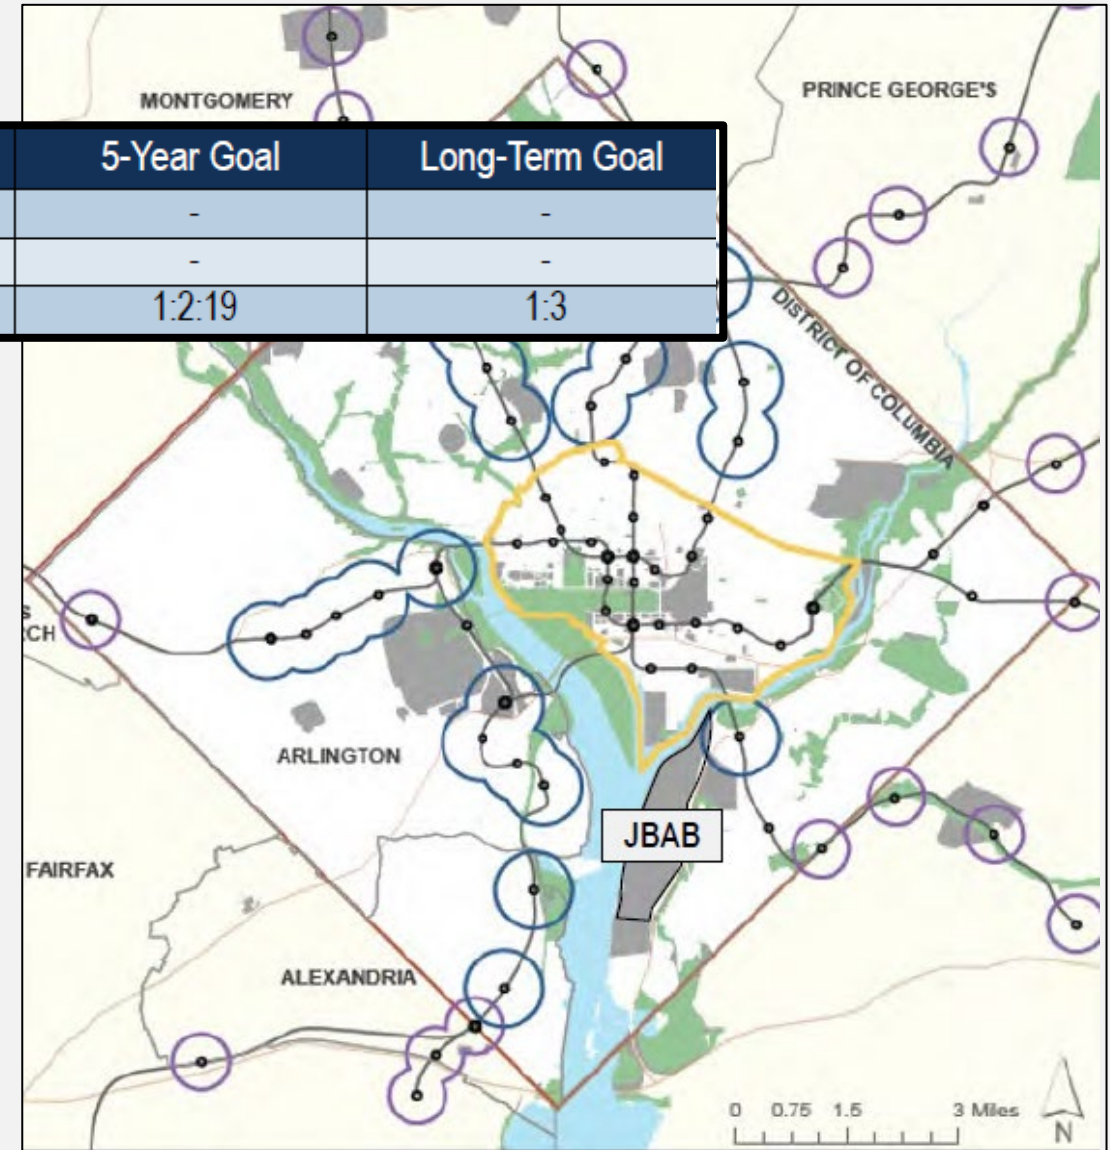 MONTGOMERY
PRINCE GEORGE'S
5-Year Goal Long-Term Goal
- -
- -
1:2:19 1:3
DISTRICT OF COLUMBIA
S
CH
ARLINGTON
JBAB
FAIRFAX
ALEXANDRIA
0 0.75 1.5 3 Miles
N